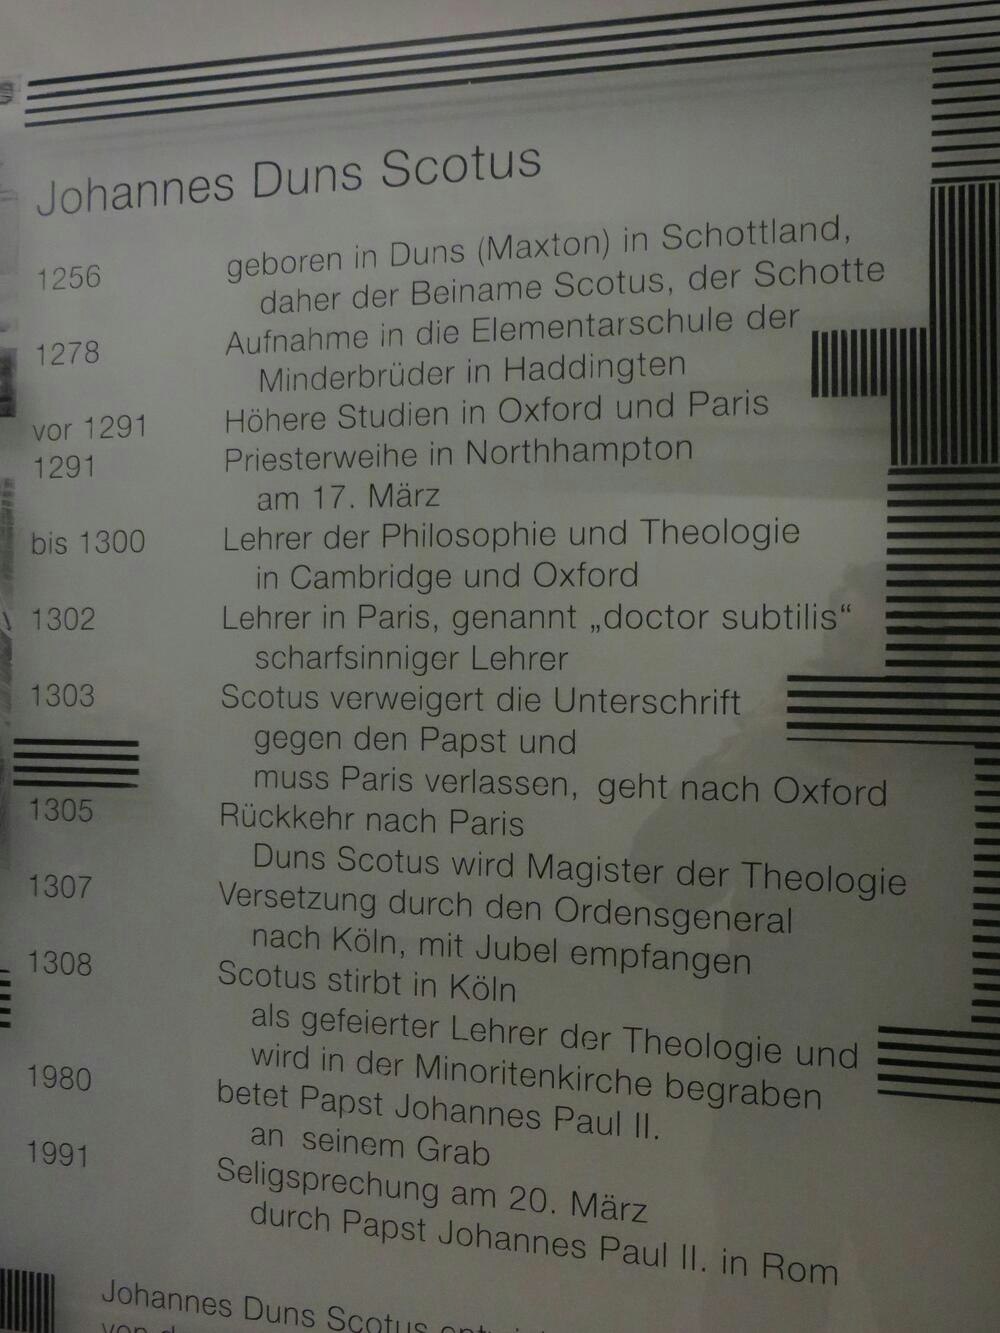 Johannes Duns Scotus
1256 geboren in Duns (Maxton) in Schottland,
daher der Beiname Scotus, der Schotte
1278 Aufnahme in die Elementarschule der
Minderbrüder in Haddingten
vor 1291 Höhere Studien in Oxford und Paris
1291 Priesterweihe in Northhampton
am 17. März
bis 1300 Lehrer der Philosophie und Theologie
in Cambridge und Oxford
1302 Lehrer in Paris, genannt „doctor subtilis“
scharfsinniger Lehrer
1303 Scotus verweigert die Unterschrift
gegen den Papst und
muss Paris verlassen, geht nach Oxford
1305 Rückkehr nach Paris
Duns Scotus wird Magister der Theologie
1307 Versetzung durch den Ordensgeneral
nach Köln, mit Jubel empfangen
1308 Scotus stirbt in Köln
als gefeierter Lehrer der Theologie und
wird in der Minoritenkirche begraben
1980 betet Papst Johannes Paul II.
an seinem Grab
1991 Seligsprechung am 20. März
durch Papst Johannes Paul II. in Rom
Johannes Duns Scotus